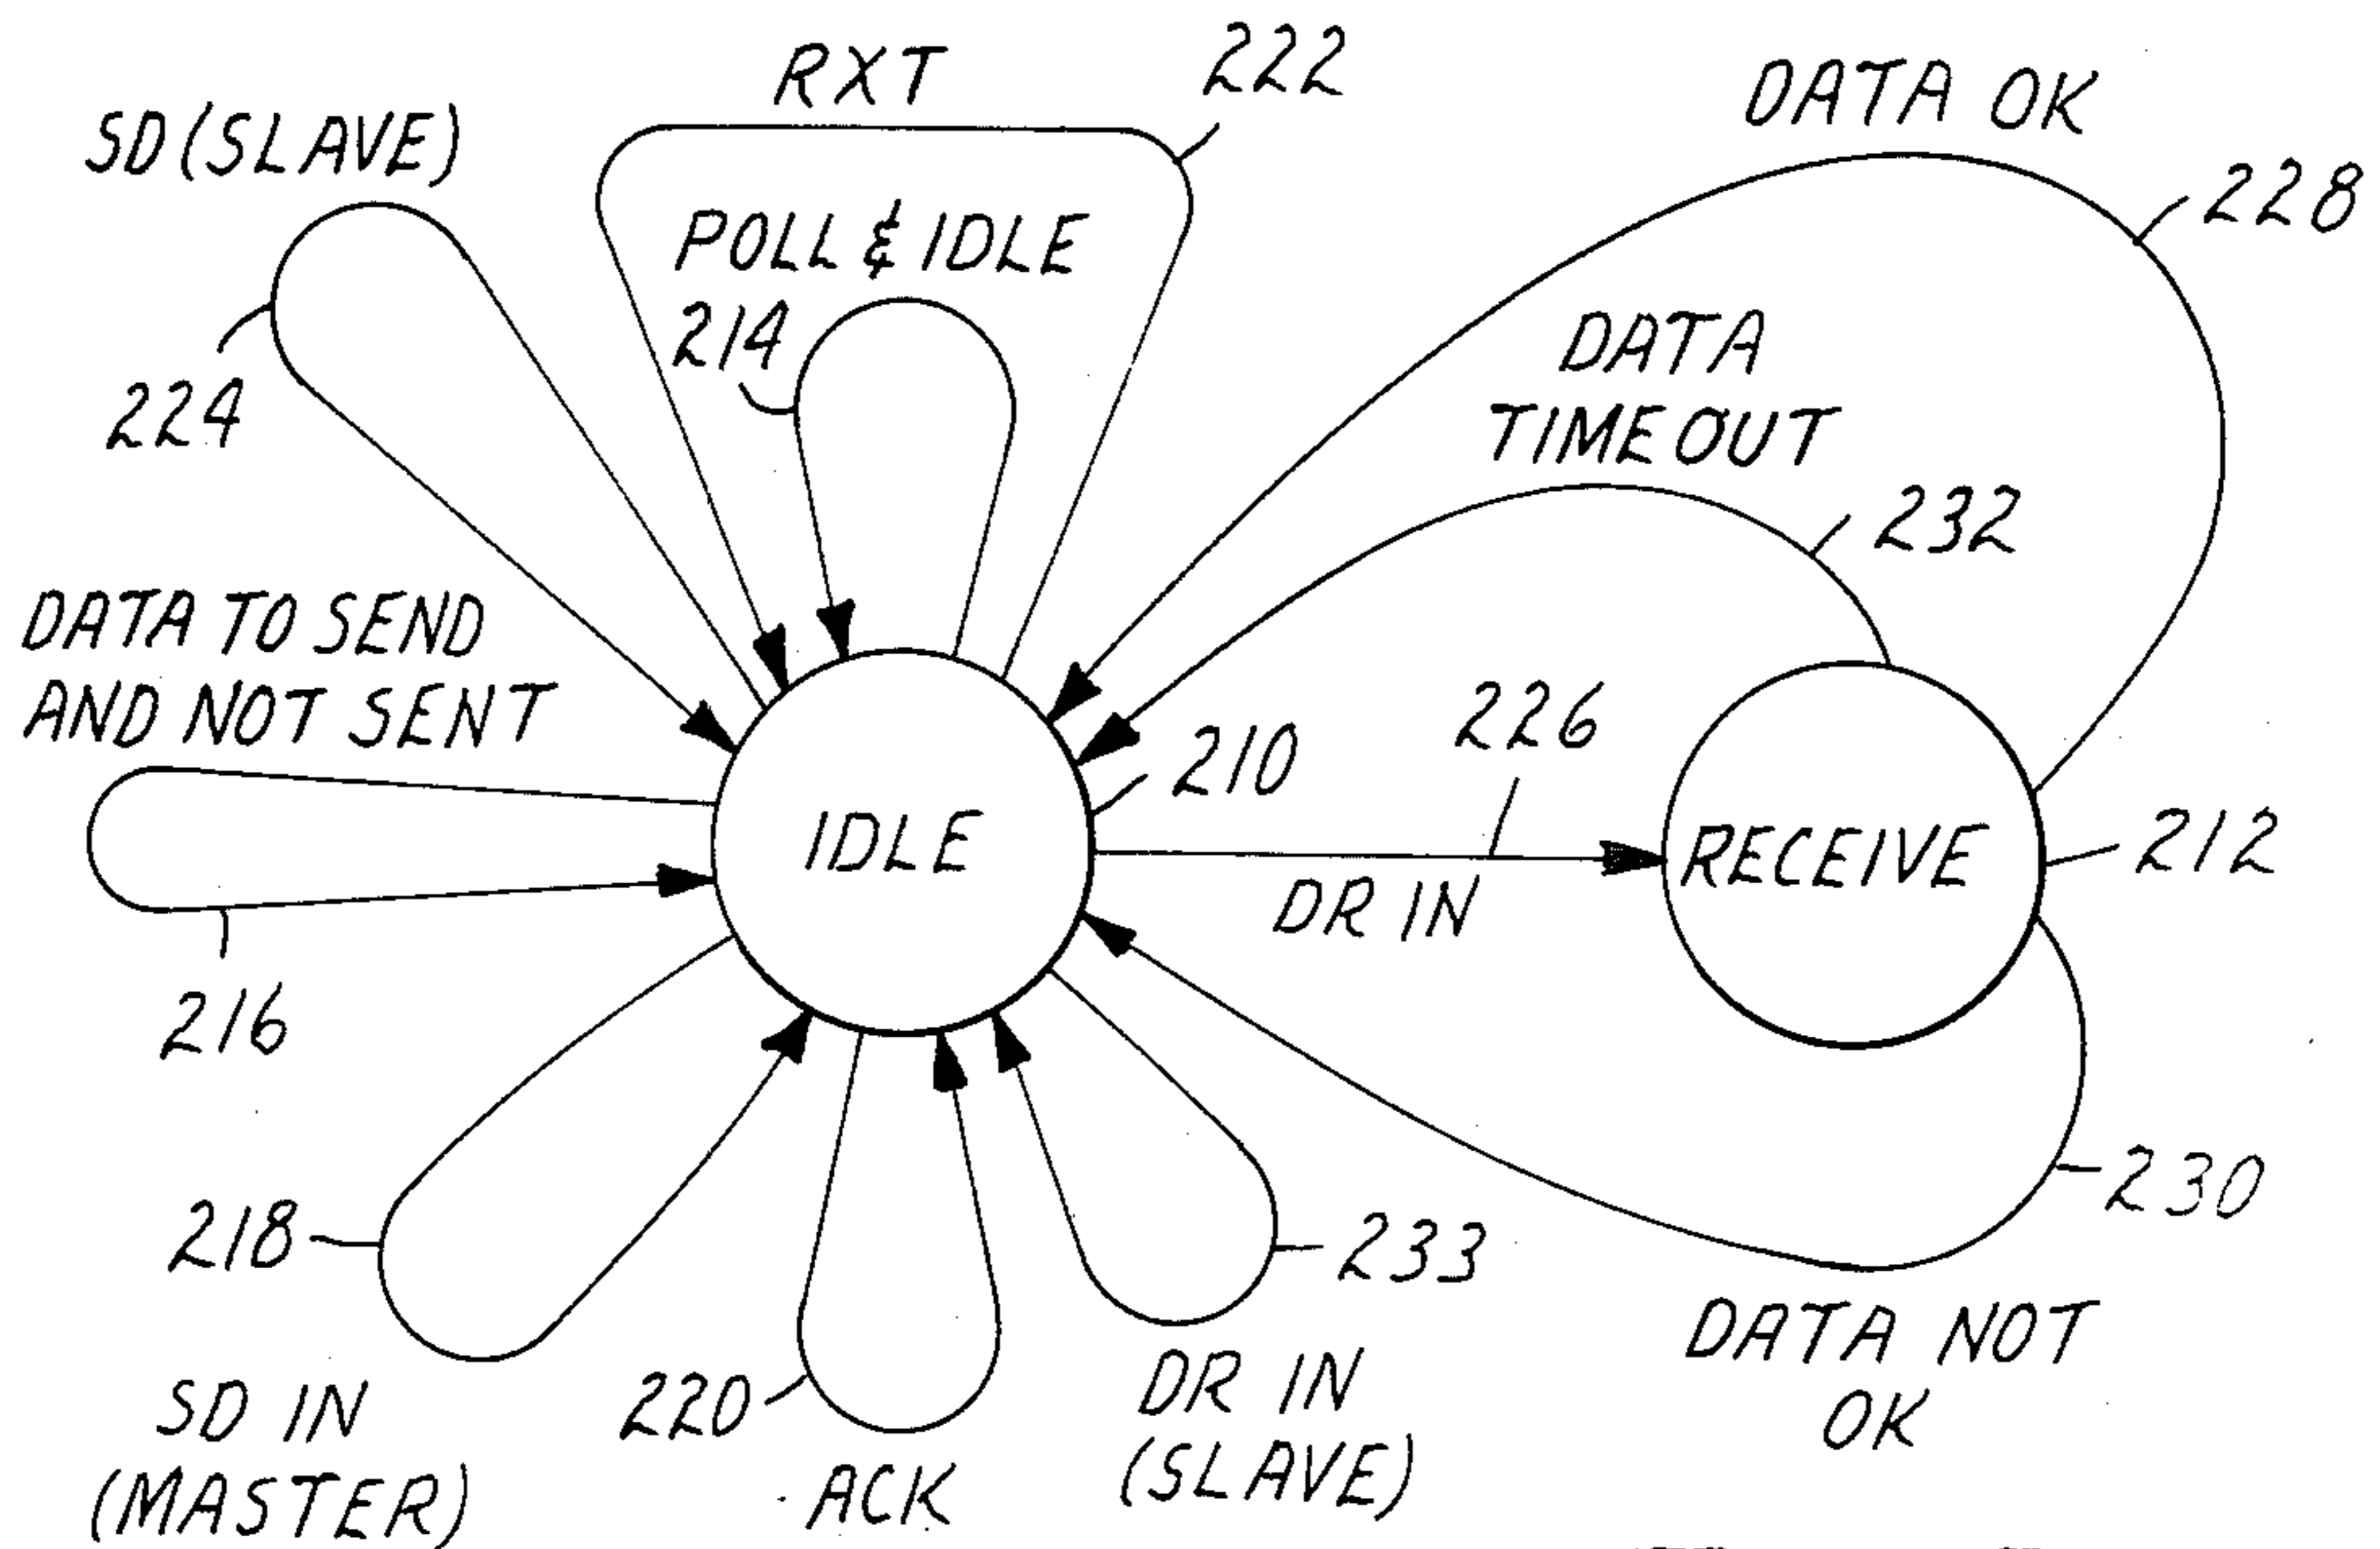 RXT
222
DATA OK
SD (SLAVE)
228
POLL & IDLE
214
DATA
TIMEOUT
224
232
DATA TO SEND
AND NOT SENT
226
210
IDLE
RECEIVE
212
DR IN
216
218
233
230
SD IN
(MASTER)
220
ACK
DR IN
(SLAVE)
DATA NOT
OK